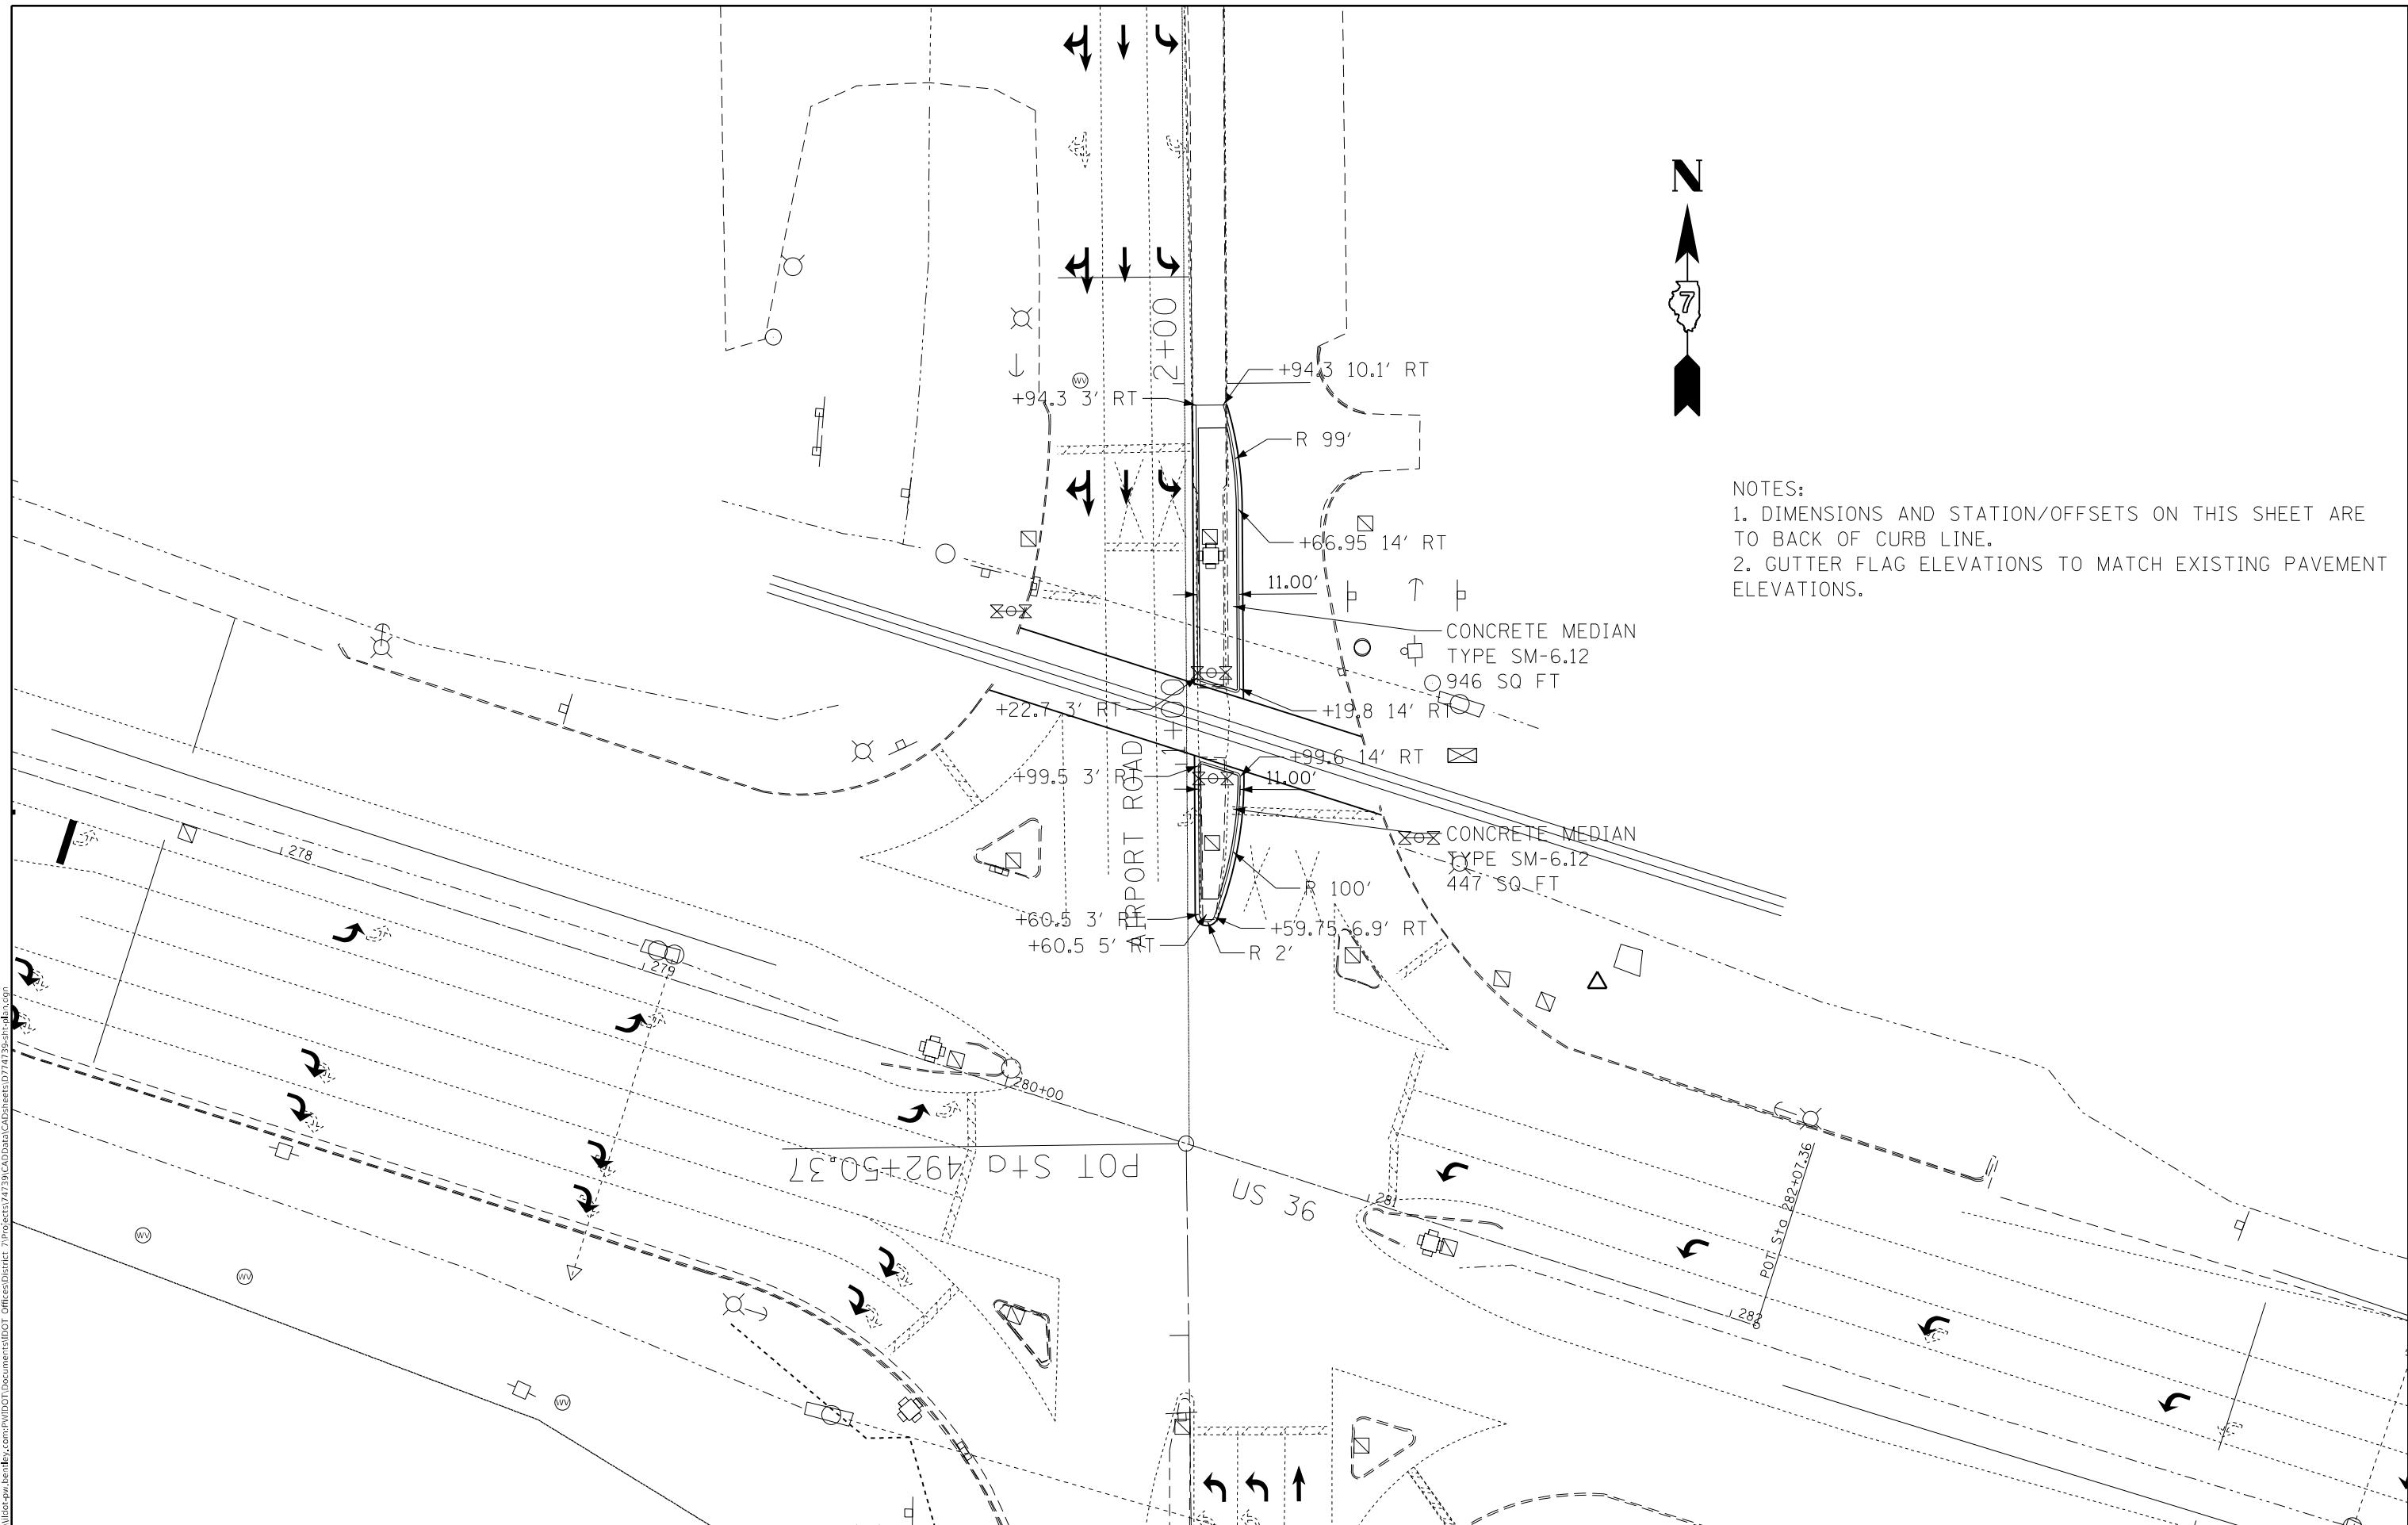 N
7
2+00
+94.3 10.1' RT
+94.3 3' RT
R 99'
WV
NOTES:
1. DIMENSIONS AND STATION/OFFSETS ON THIS SHEET ARE
TO BACK OF CURB LINE.
2. GUTTER FLAG ELEVATIONS TO MATCH EXISTING PAVEMENT
ELEVATIONS.
+66.95 14' RT
11.00'
CONCRETE MEDIAN
TYPE SM-6.12
946 SQ FT
+22.7 3' RT
1+00
+19.8 14' RT
+99.6 14' RT
+99.5 3' RT
11.00'
AIRPORT ROAD
CONCRETE MEDIAN
TYPE SM-6.12
447 SQ FT
278
R 100'
+60.5 3' RT
+59.75 6.9' RT
+60.5 5' RT
R 2'
279
280+00
POT Sta 492+50.37
US 36
281
POT Sta 282+07.36
282
WV
WV
WV